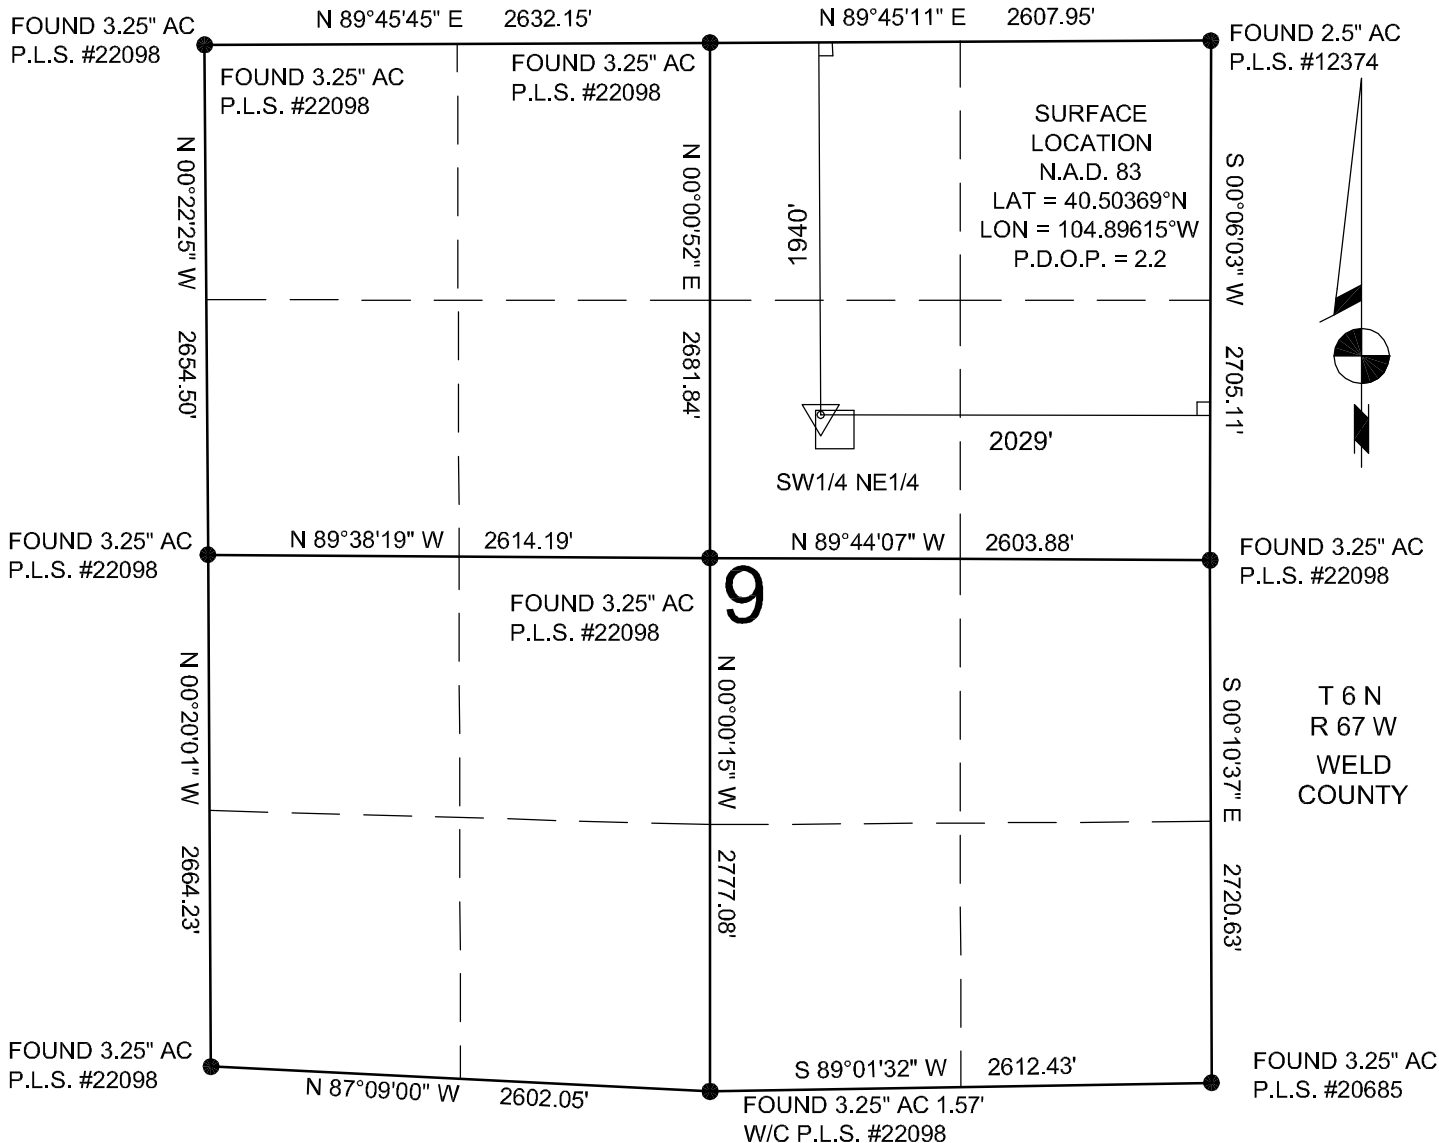 N 89°45'45" E 2632.15'
N 89°45'11" E 2607.95'
FOUND 3.25" AC
P.L.S. #22098
FOUND 3.25" AC
P.L.S. #22098
FOUND 3.25" AC
P.L.S. #22098
FOUND 2.5" AC
P.L.S. #12374
SURFACE
LOCATION
N.A.D. 83
LAT = 40.50369°N
LON = 104.89615°W
P.D.O.P. = 2.2
N 00°22'25" W 2654.50'
N 00°00'52" E 2681.84'
1940'
S 00°06'03" W 2705.11'
2029'
SW1/4 NE1/4
FOUND 3.25" AC
P.L.S. #22098
N 89°38'19" W 2614.19'
N 89°44'07" W 2603.88'
FOUND 3.25" AC
P.L.S. #22098
FOUND 3.25" AC
P.L.S. #22098
9
N 00°20'01" W 2664.23'
N 00°00'15" W 2777.08'
S 00°10'37" E 2720.63'
T 6 N
R 67 W
WELD
COUNTY
FOUND 3.25" AC
P.L.S. #22098
N 87°09'00" W 2602.05'
S 89°01'32" W 2612.43'
FOUND 3.25" AC
P.L.S. #20685
FOUND 3.25" AC 1.57'
W/C P.L.S. #22098